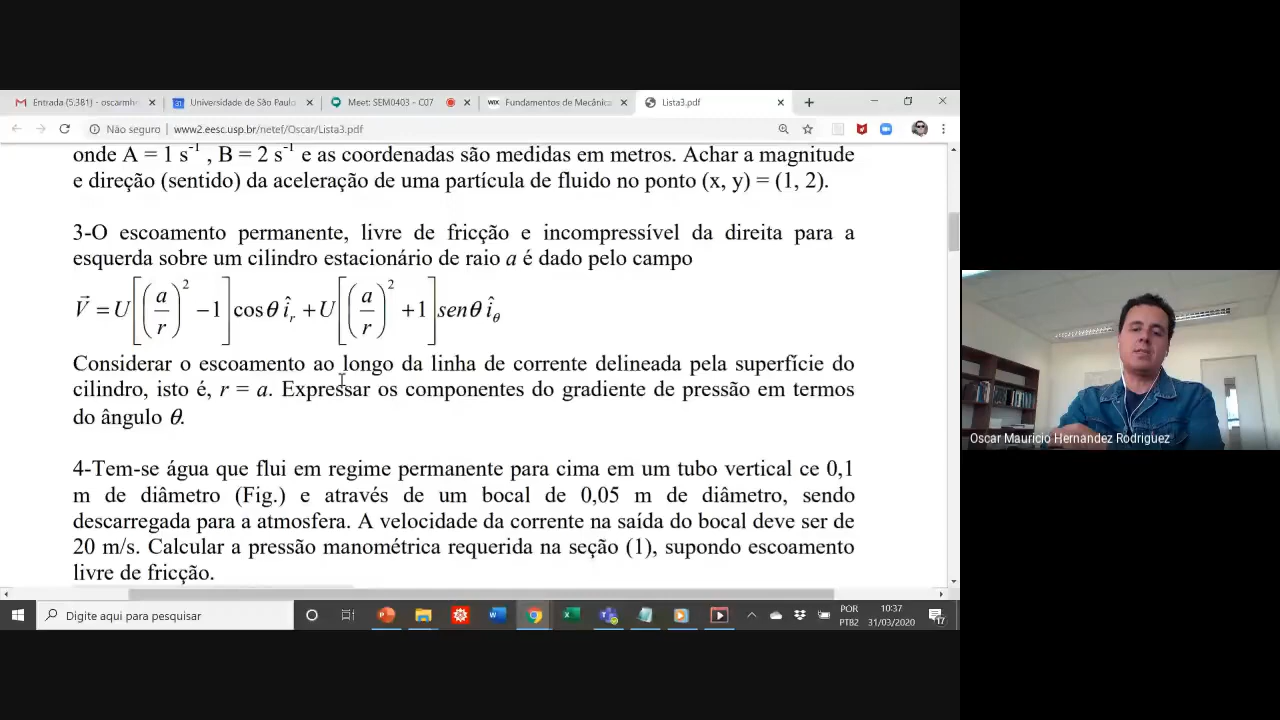 Entrada (5.381) - oscarmh
Universidade de São Paulo
Meet: SEM0403 - C07
WIX Fundamentos de Mecânic
Lista3.pdf
Não seguro | www2.eesc.usp.br/netef/Oscar/Lista3.pdf
onde A = 1 s⁻¹ , B = 2 s⁻¹ e as coordenadas são medidas em metros. Achar a magnitude
e direção (sentido) da aceleração de uma partícula de fluido no ponto (x, y) = (1, 2).
3-O escoamento permanente, livre de fricção e incompressível da direita para a
esquerda sobre um cilindro estacionário de raio a é dado pelo campo
V⃗ = U[(a/r)² − 1] cosθ î_r + U[(a/r)² + 1] senθ î_θ
Considerar o escoamento ao longo da linha de corrente delineada pela superfície do
cilindro, isto é, r = a. Expressar os componentes do gradiente de pressão em termos
do ângulo θ.
4-Tem-se água que flui em regime permanente para cima em um tubo vertical ce 0,1
m de diâmetro (Fig.) e através de um bocal de 0,05 m de diâmetro, sendo
descarregada para a atmosfera. A velocidade da corrente na saída do bocal deve ser de
20 m/s. Calcular a pressão manométrica requerida na seção (1), supondo escoamento
livre de fricção.
Oscar Mauricio Hernandez Rodriguez
Digite aqui para pesquisar
POR
PTB2
10:37
31/03/2020
17